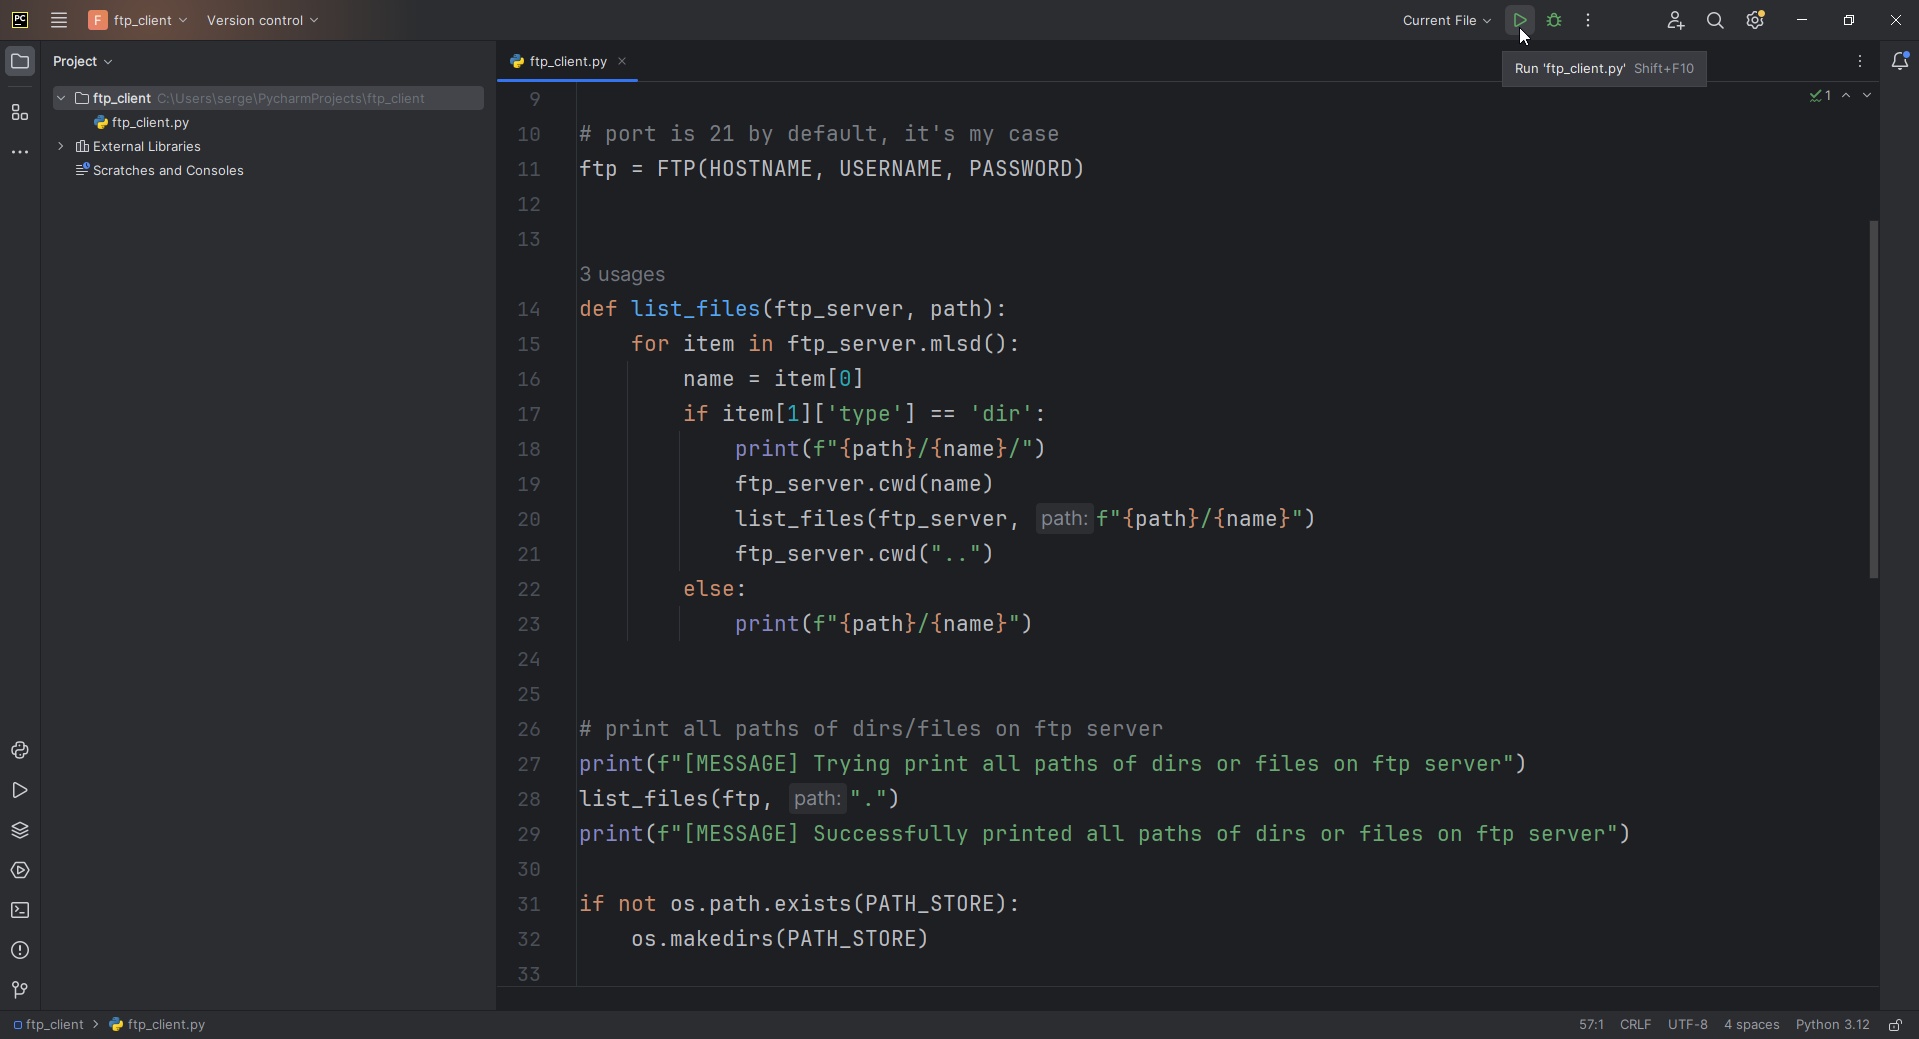 PC
F ftp_client
Version control
Current File
Project
ftp_client.py
Run 'ftp_client.py' Shift+F10
ftp_client C:\Users\serge\PycharmProjects\ftp_client
ftp_client.py
External Libraries
Scratches and Consoles
1
9
10 # port is 21 by default, it's my case
11 ftp = FTP(HOSTNAME, USERNAME, PASSWORD)
12
13
3 usages
14 def list_files(ftp_server, path):
15 for item in ftp_server.mlsd():
16 name = item[0]
17 if item[1]['type'] == 'dir':
18 print(f"{path}/{name}/")
19 ftp_server.cwd(name)
20 list_files(ftp_server, path: f"{path}/{name}")
21 ftp_server.cwd("..")
22 else:
23 print(f"{path}/{name}")
24
25
26 # print all paths of dirs/files on ftp server
27 print(f"[MESSAGE] Trying print all paths of dirs or files on ftp server")
28 list_files(ftp, path: ".")
29 print(f"[MESSAGE] Successfully printed all paths of dirs or files on ftp server")
30
31 if not os.path.exists(PATH_STORE):
32 os.makedirs(PATH_STORE)
33
ftp_client > ftp_client.py
57:1 CRLF UTF-8 4 spaces Python 3.12